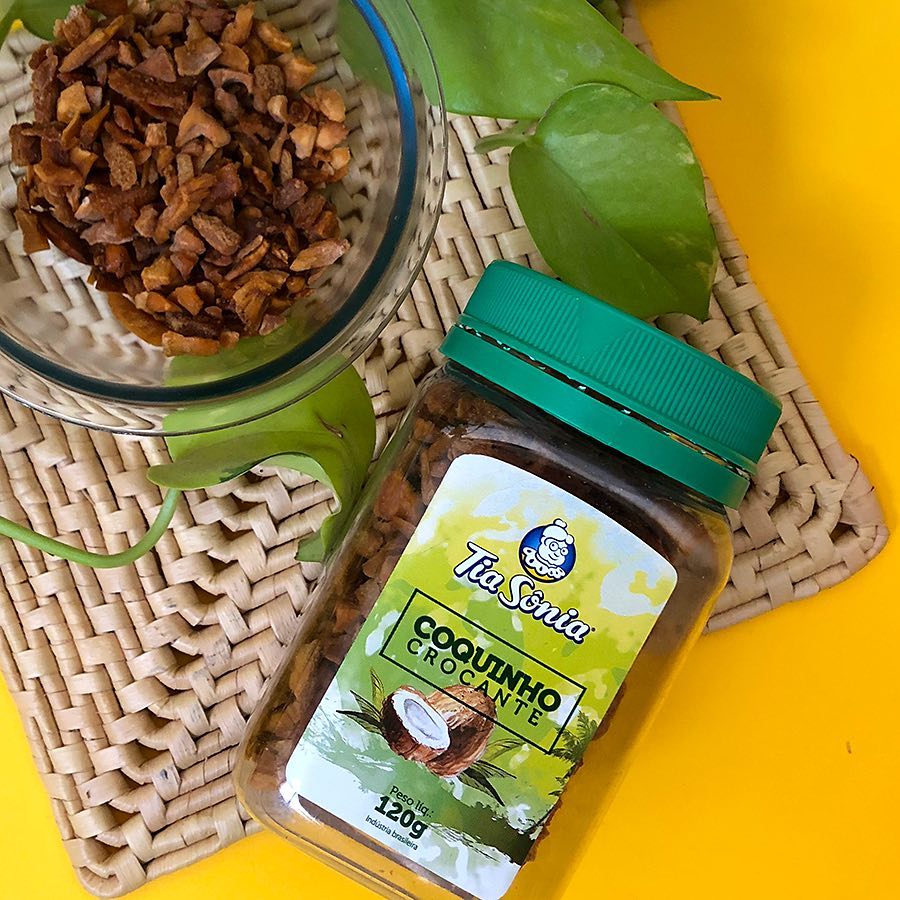 Tia Sônia
COQUINHO
CROCANTE
Peso líq.:
120g
Indústria brasileira